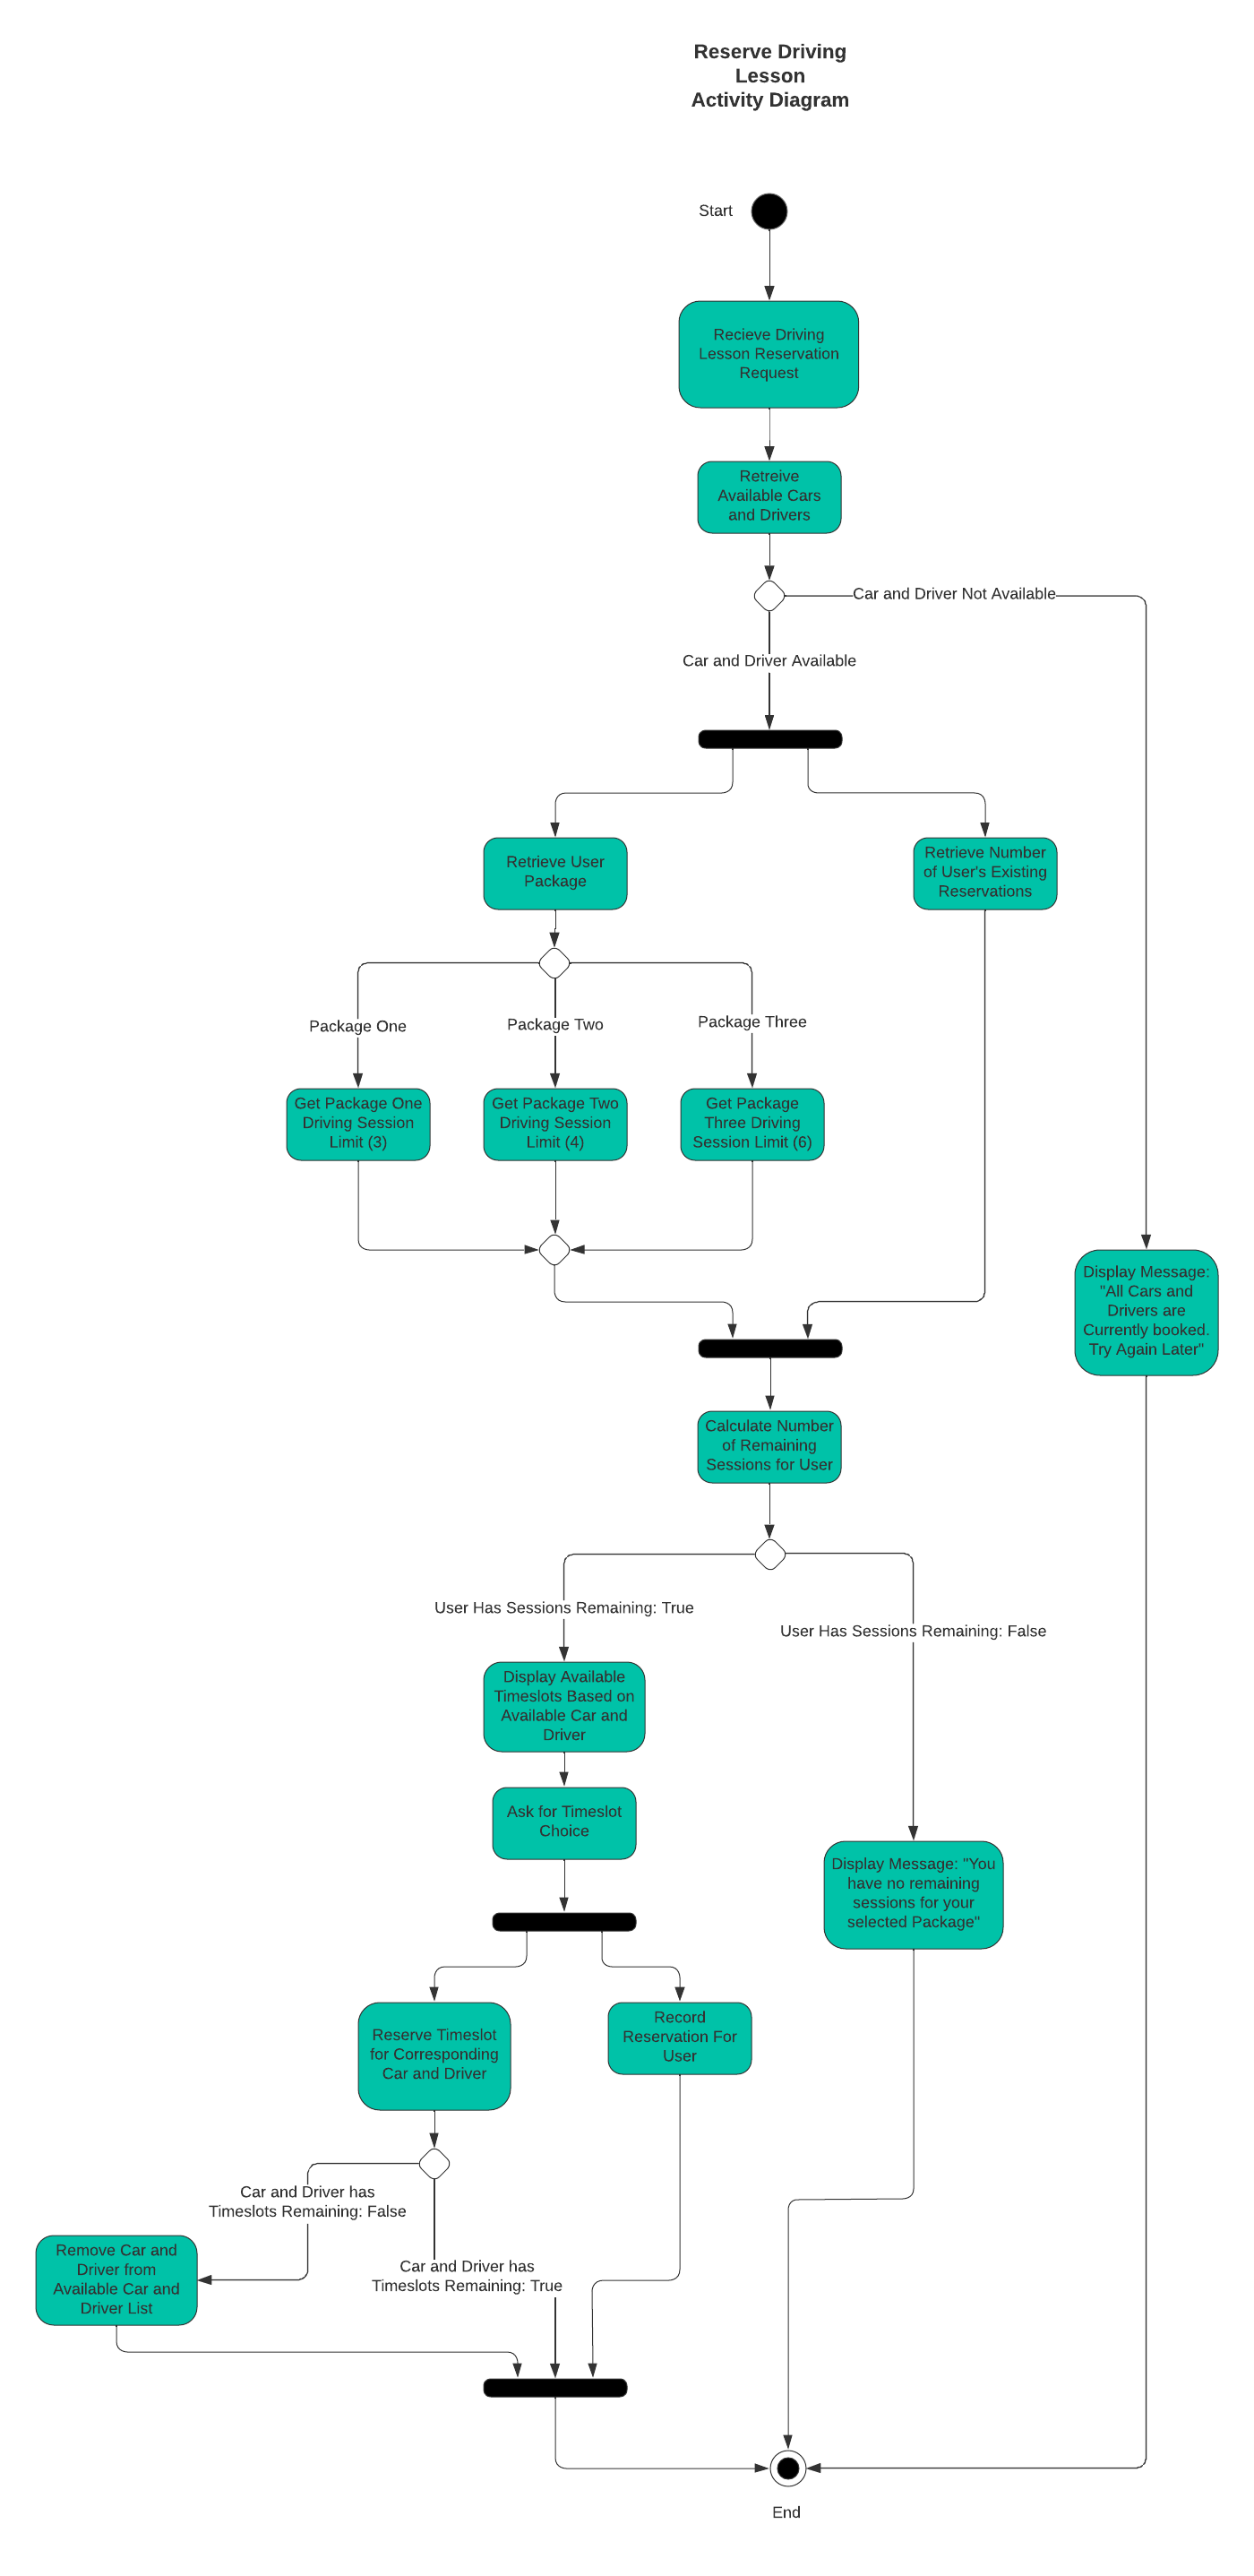 Reserve Driving
Lesson
Activity Diagram
Start
Recieve Driving
Lesson Reservation
Request
Retreive
Available Cars
and Drivers
Car and Driver Not Available
Car and Driver Available
Retrieve User
Package
Retrieve Number
of User's Existing
Reservations
Package One
Package Two
Package Three
Get Package One
Driving Session
Limit (3)
Get Package Two
Driving Session
Limit (4)
Get Package
Three Driving
Session Limit (6)
Display Message:
"All Cars and
Drivers are
Currently booked.
Try Again Later"
Calculate Number
of Remaining
Sessions for User
User Has Sessions Remaining: True
User Has Sessions Remaining: False
Display Available
Timeslots Based on
Available Car and
Driver
Ask for Timeslot
Choice
Display Message: "You
have no remaining
sessions for your
selected Package"
Reserve Timeslot
for Corresponding
Car and Driver
Record
Reservation For
User
Car and Driver has
Timeslots Remaining: False
Car and Driver has
Timeslots Remaining: True
Remove Car and
Driver from
Available Car and
Driver List
End